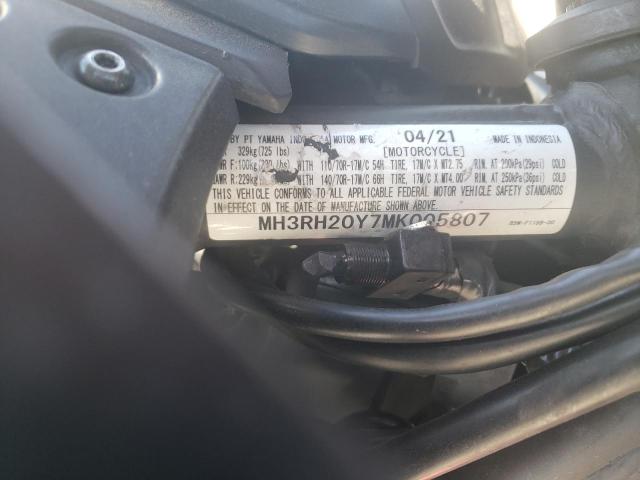 BY PT YAMAHA INDONESIA MOTOR MFG. 04/21 MADE IN INDONESIA
329kg(725 lbs) [MOTORCYCLE]
F:100kg( lbs) WITH 110/70R-17M/C 54H TIRE, 17M/C X MT2.75 RIM, AT 200kPa(29psi) COLD
R:229kg( WITH 140/70R-17M/C 66H TIRE, 17M/C X MT4.00 RIM, AT 250kPa(36psi) COLD
THIS VEHICLE CONFORMS TO ALL APPLICABLE FEDERAL MOTOR VEHICLE SAFETY STANDARDS
IN EFFECT ON THE DATE OF MANUFACTURE SHOWN ABOVE.
MH3RH20Y7MK005807